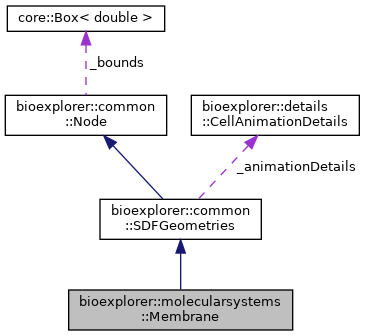 core::Box< double >
_bounds
bioexplorer::common
::Node
bioexplorer::details
::CellAnimationDetails
_animationDetails
bioexplorer::common
::SDFGeometries
bioexplorer::molecularsystems
::Membrane